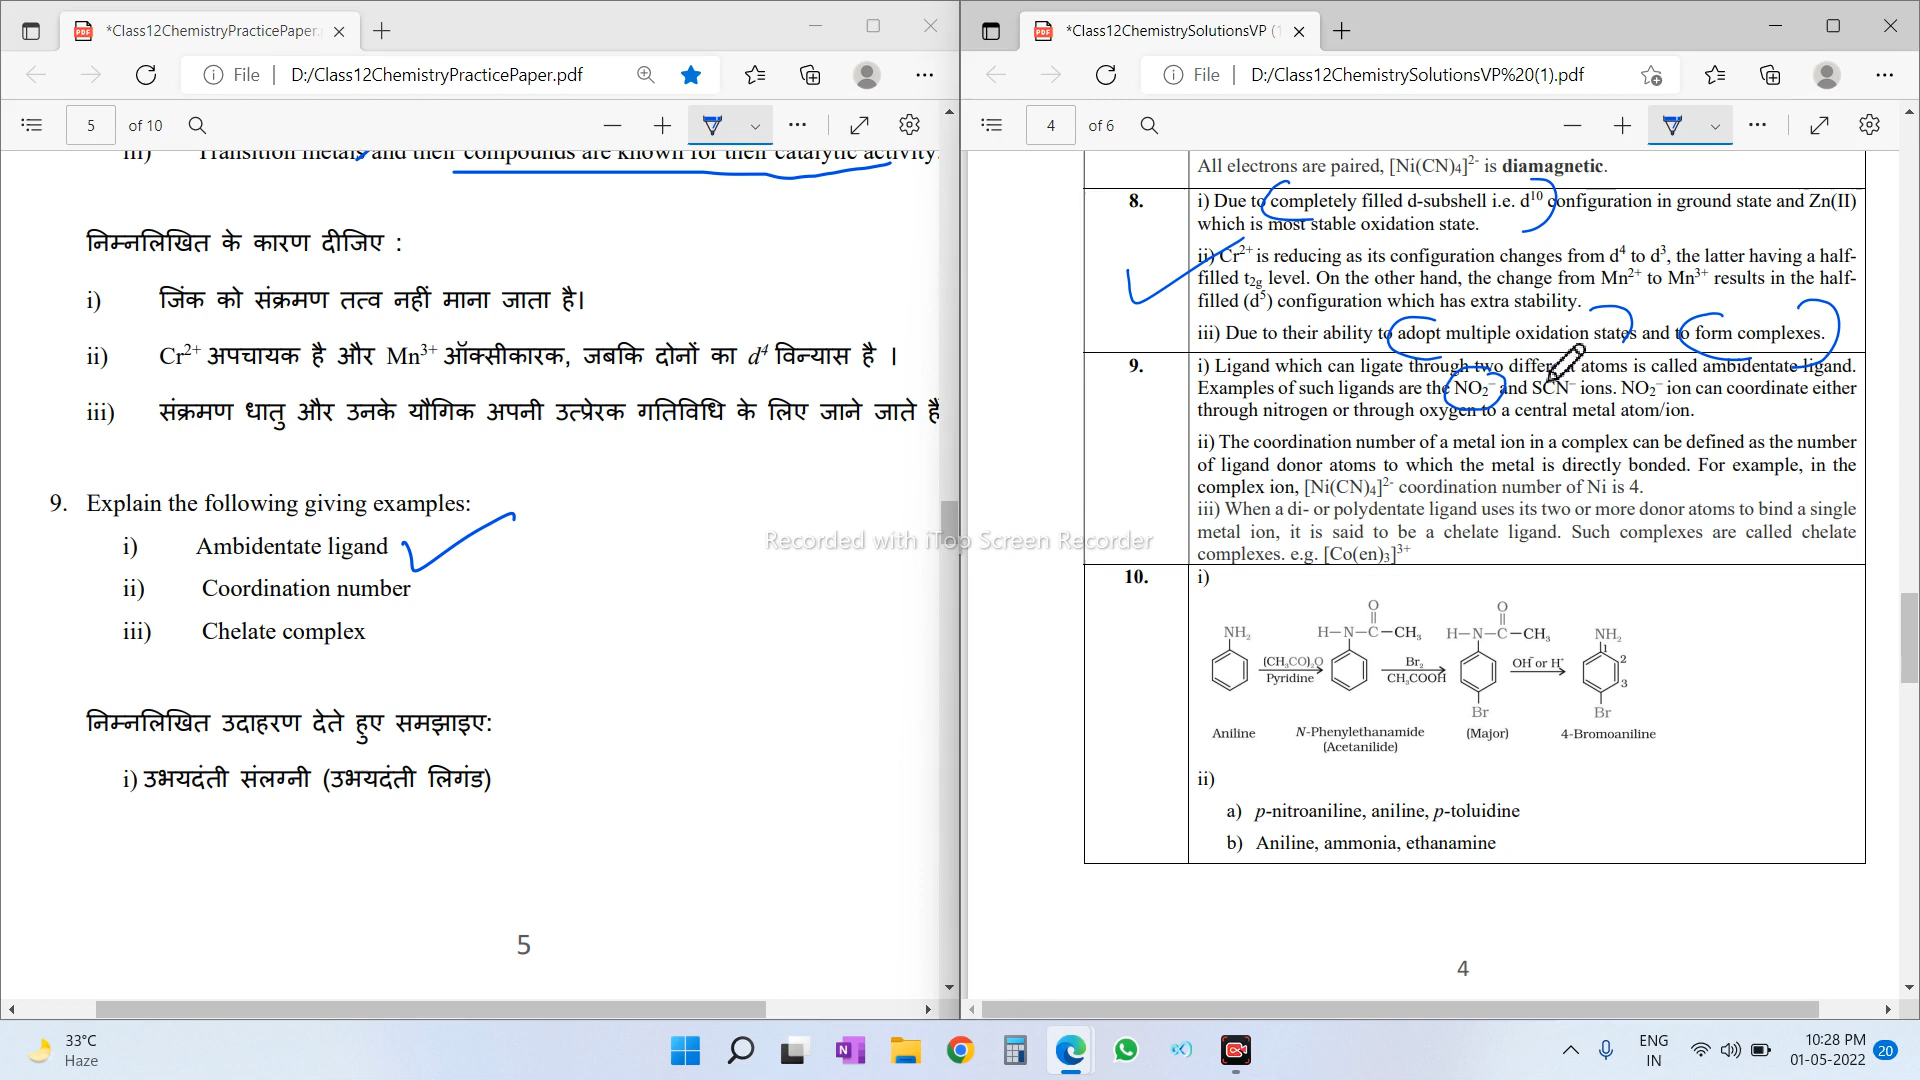 *Class12ChemistryPracticePaper.
File | D:/Class12ChemistryPracticePaper.pdf
5 of 10
iii) Transition metals and their compounds are known for their catalytic activity.
निम्नलिखित के कारण दीजिए :
i) जिंक को संक्रमण तत्व नहीं माना जाता है।
ii) Cr2+ अपचायक है और Mn3+ ऑक्सीकारक, जबकि दोनों का d4 विन्यास है ।
iii) संक्रमण धातु और उनके यौगिक अपनी उत्प्रेरक गतिविधि के लिए जाने जाते हैं
9. Explain the following giving examples:
i) Ambidentate ligand
ii) Coordination number
iii) Chelate complex
निम्नलिखित उदाहरण देते हुए समझाइए:
i) उभयदंती संलग्नी (उभयदंती लिगंड)
5
*Class12ChemistrySolutionsVP (1
File | D:/Class12ChemistrySolutionsVP%20(1).pdf
4 of 6
All electrons are paired, [Ni(CN)4]2- is diamagnetic.
8. i) Due to completely filled d-subshell i.e. d10 configuration in ground state and Zn(II)
which is most stable oxidation state.
ii) Cr2+ is reducing as its configuration changes from d4 to d3, the latter having a half-
filled t2g level. On the other hand, the change from Mn2+ to Mn3+ results in the half-
filled (d5) configuration which has extra stability.
iii) Due to their ability to adopt multiple oxidation states and to form complexes.
9. i) Ligand which can ligate through two different atoms is called ambidentate ligand.
Examples of such ligands are the NO2− and SCN− ions. NO2− ion can coordinate either
through nitrogen or through oxygen to a central metal atom/ion.
ii) The coordination number of a metal ion in a complex can be defined as the number
of ligand donor atoms to which the metal is directly bonded. For example, in the
complex ion, [Ni(CN)4]2- coordination number of Ni is 4.
iii) When a di- or polydentate ligand uses its two or more donor atoms to bind a single
metal ion, it is said to be a chelate ligand. Such complexes are called chelate
complexes. e.g. [Co(en)3]3+
Recorded with iTop Screen Recorder
10. i)
O O
NH2 H−N−C−CH3 H−N−C−CH3 NH2
(CH3CO)2O Br2 OH− or H+ 1 2
Pyridine CH3COOH 3
Br Br
Aniline N-Phenylethanamide (Major) 4-Bromoaniline
(Acetanilide)
ii)
a) p-nitroaniline, aniline, p-toluidine
b) Aniline, ammonia, ethanamine
4
33°C
Haze
ENG
IN
10:28 PM
01-05-2022
20